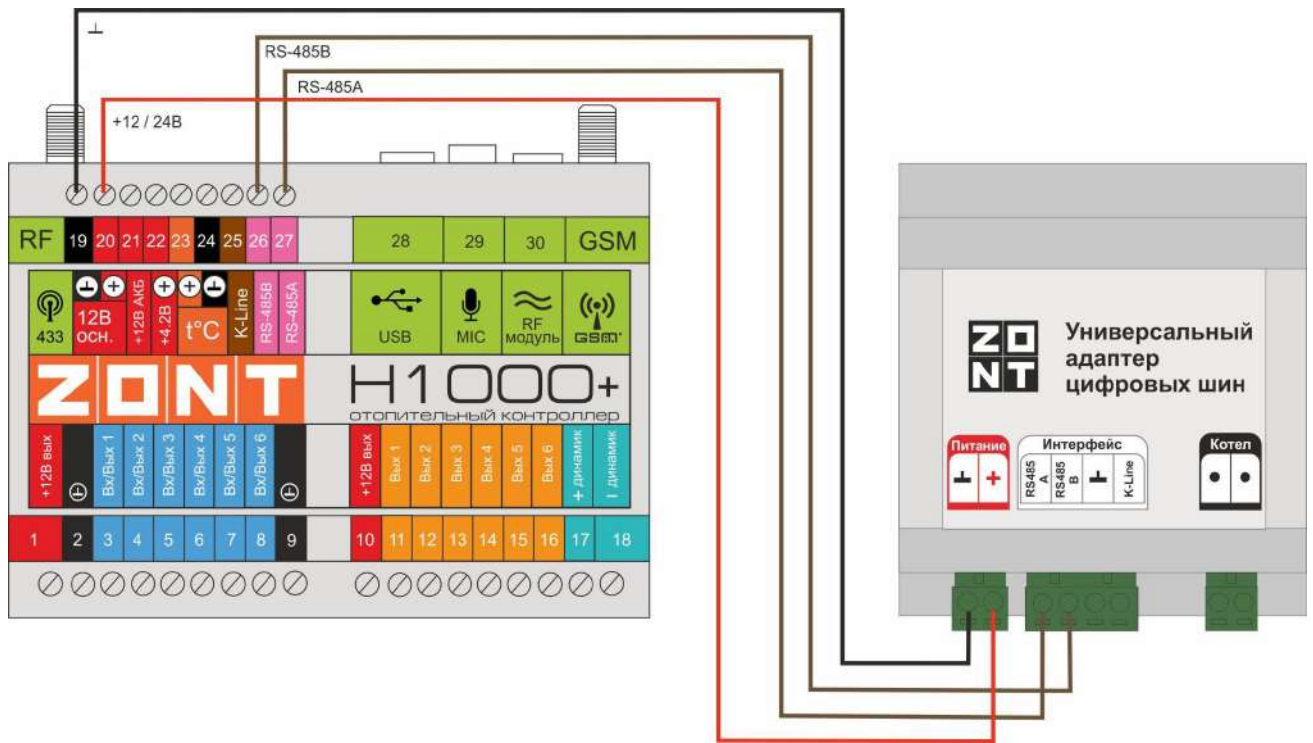 RS-485B
RS-485A
+12 / 24В
RF 19 20 21 22 23 24 25 26 27 28 29 30 GSM
433
12В
осн.
+12В АКБ
+4.2В
t°C
K-Line
RS-485B
RS-485A
USB
MIC
RF
модуль
GSM
ZONT
H1000+
отопительный контроллер
+12В вых
Вх/Вых 1
Вх/Вых 2
Вх/Вых 3
Вх/Вых 4
Вх/Вых 5
Вх/Вых 6
+12В вых
Вых 1
Вых 2
Вых 3
Вых 4
Вых 5
Вых 6
+ динамик
– динамик
1 2 3 4 5 6 7 8 9 10 11 12 13 14 15 16 17 18
ZO
NT
Универсальный
адаптер
цифровых шин
Питание
+
Интерфейс
RS485
A
RS485
B
K-Line
Котел